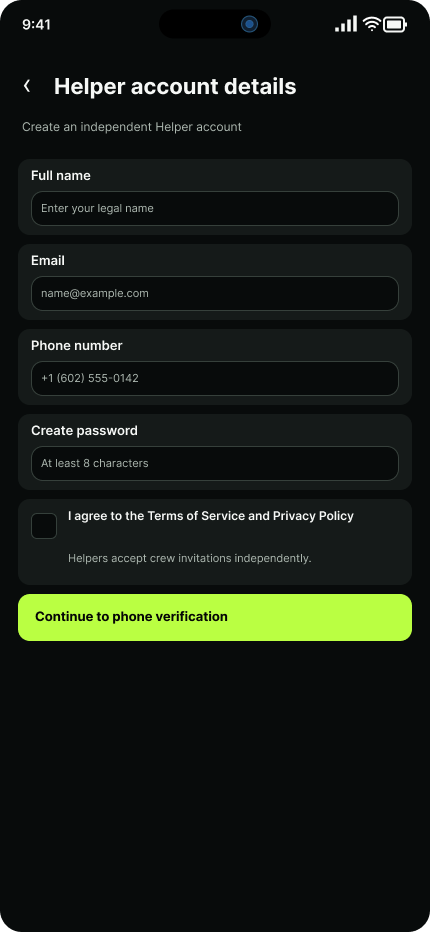 9:41
Helper account details
Create an independent Helper account
Full name
Enter your legal name
Email
name@example.com
Phone number
+1 (602) 555-0142
Create password
At least 8 characters
I agree to the Terms of Service and Privacy Policy
Helpers accept crew invitations independently.
Continue to phone verification